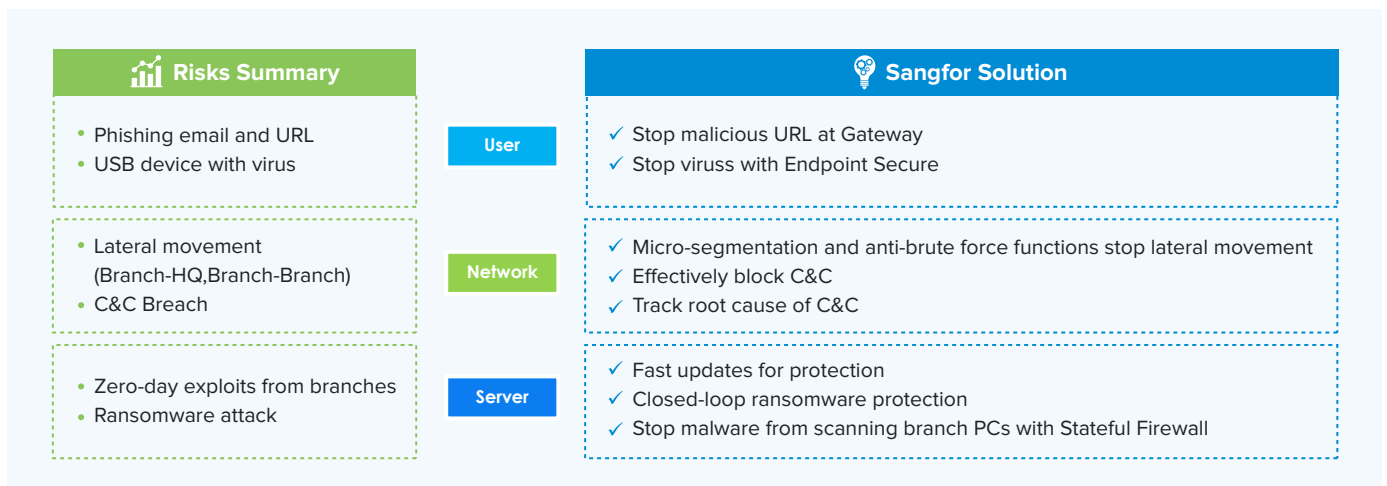 Risks Summary
Sangfor Solution
Phishing email and URL
USB device with virus
User
Stop malicious URL at Gateway
Stop viruss with Endpoint Secure
Lateral movement
(Branch-HQ,Branch-Branch)
C&C Breach
Network
Micro-segmentation and anti-brute force functions stop lateral movement
Effectively block C&C
Track root cause of C&C
Zero-day exploits from branches
Ransomware attack
Server
Fast updates for protection
Closed-loop ransomware protection
Stop malware from scanning branch PCs with Stateful Firewall